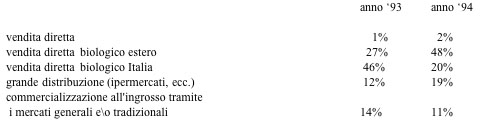 anno ‘93 anno ‘94
vendita diretta 1% 2%
vendita diretta biologico estero 27% 48%
vendita diretta biologico Italia 46% 20%
grande distribuzione (ipermercati, ecc.) 12% 19%
commercializzazione all'ingrosso tramite
i mercati generali e\o tradizionali 14% 11%